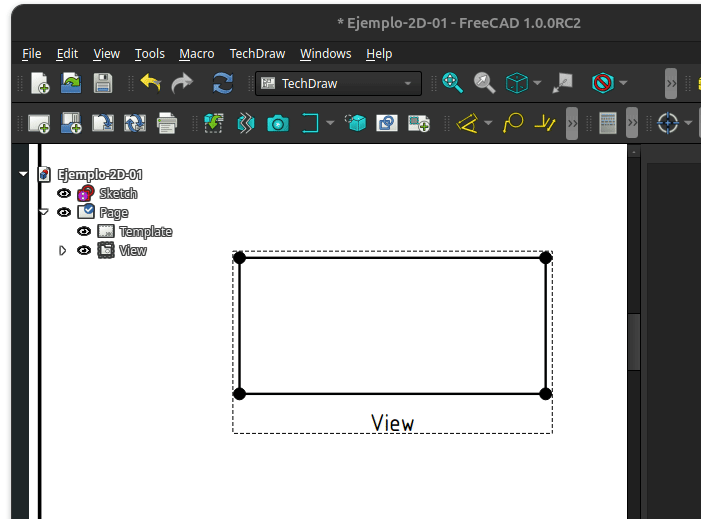 * Ejemplo-2D-01 - FreeCAD 1.0.0RC2
File Edit View Tools Macro TechDraw Windows Help
TechDraw
Ejemplo-2D-01
Sketch
Page
Template
View
View